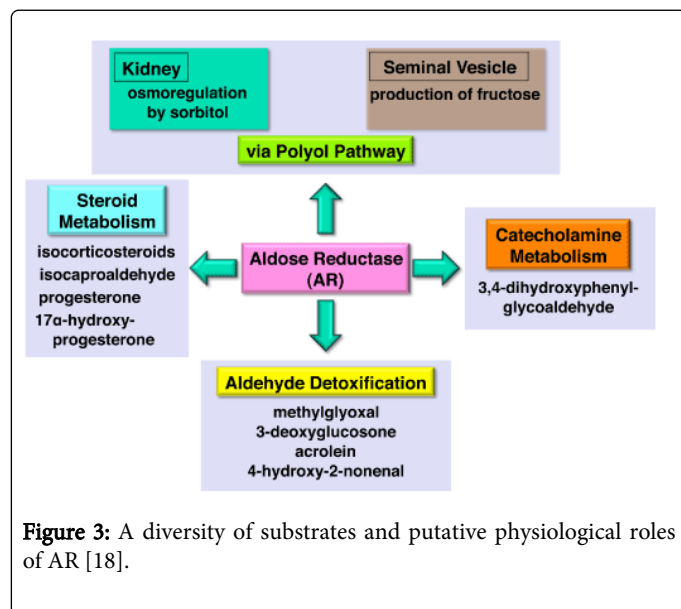 Kidney
osmoregulation
by sorbitol
Seminal Vesicle
production of fructose
via Polyol Pathway
Steroid
Metabolism
isocorticosteroids
isocaproaldehyde
progesterone
17α-hydroxy-
progesterone
Aldose Reductase
(AR)
Catecholamine
Metabolism
3,4-dihydroxyphenyl-
glycoaldehyde
Aldehyde Detoxification
methylglyoxal
3-deoxyglucosone
acrolein
4-hydroxy-2-nonenal
Figure 3: A diversity of substrates and putative physiological roles
of AR [18].